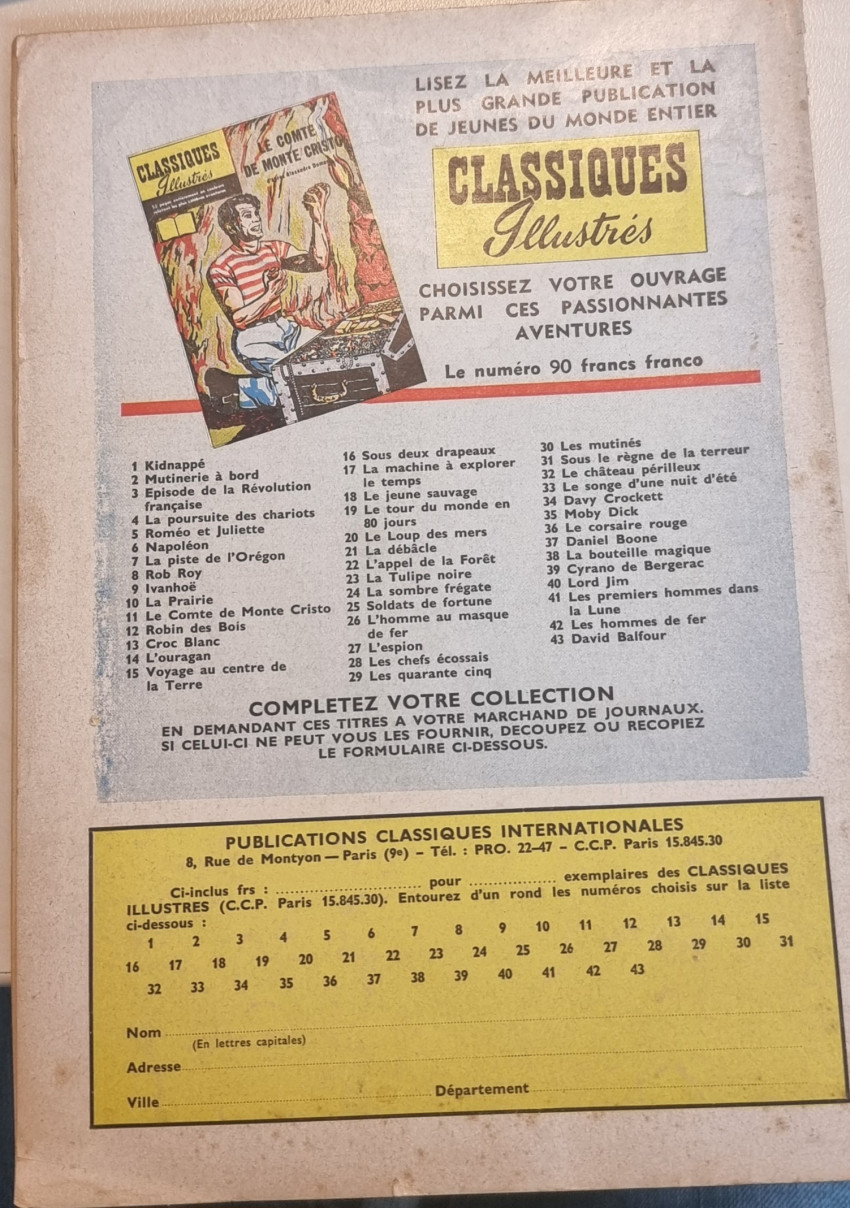 LISEZ LA MEILLEURE ET LA
PLUS GRANDE PUBLICATION
DE JEUNES DU MONDE ENTIER
CLASSIQUES
Illustrés
LE COMTE
DE MONTE CRISTO
CLASSIQUES
Illustrés
CHOISISSEZ VOTRE OUVRAGE
PARMI CES PASSIONNANTES
AVENTURES
Le numéro 90 francs franco
1 Kidnappé
2 Mutinerie à bord
3 Episode de la Révolution
française
4 La poursuite des chariots
5 Roméo et Juliette
6 Napoléon
7 La piste de l'Orégon
8 Rob Roy
9 Ivanhoë
10 La Prairie
11 Le Comte de Monte Cristo
12 Robin des Bois
13 Croc Blanc
14 L'ouragan
15 Voyage au centre de
la Terre
16 Sous deux drapeaux
17 La machine à explorer
le temps
18 Le jeune sauvage
19 Le tour du monde en
80 jours
20 Le Loup des mers
21 La débâcle
22 L'appel de la Forêt
23 La Tulipe noire
24 La sombre frégate
25 Soldats de fortune
26 L'homme au masque
de fer
27 L'espion
28 Les chefs écossais
29 Les quarante cinq
30 Les mutinés
31 Sous le règne de la terreur
32 Le château périlleux
33 Le songe d'une nuit d'été
34 Davy Crockett
35 Moby Dick
36 Le corsaire rouge
37 Daniel Boone
38 La bouteille magique
39 Cyrano de Bergerac
40 Lord Jim
41 Les premiers hommes dans
la Lune
42 Les hommes de fer
43 David Balfour
COMPLETEZ VOTRE COLLECTION
EN DEMANDANT CES TITRES A VOTRE MARCHAND DE JOURNAUX.
SI CELUI-CI NE PEUT VOUS LES FOURNIR, DECOUPEZ OU RECOPIEZ
LE FORMULAIRE CI-DESSOUS.
PUBLICATIONS CLASSIQUES INTERNATIONALES
8, Rue de Montyon — Paris (9e) – Tél. : PRO. 22–47 – C.C.P. Paris 15.845.30
Ci-inclus frs : .............................. pour .................. exemplaires des CLASSIQUES
ILLUSTRES (C.C.P. Paris 15.845.30). Entourez d'un rond les numéros choisis sur la liste
ci-dessous :
1 2 3 4 5 6 7 8 9 10 11 12 13 14 15
16 17 18 19 20 21 22 23 24 25 26 27 28 29 30 31
32 33 34 35 36 37 38 39 40 41 42 43
Nom
(En lettres capitales)
Adresse
Ville Département